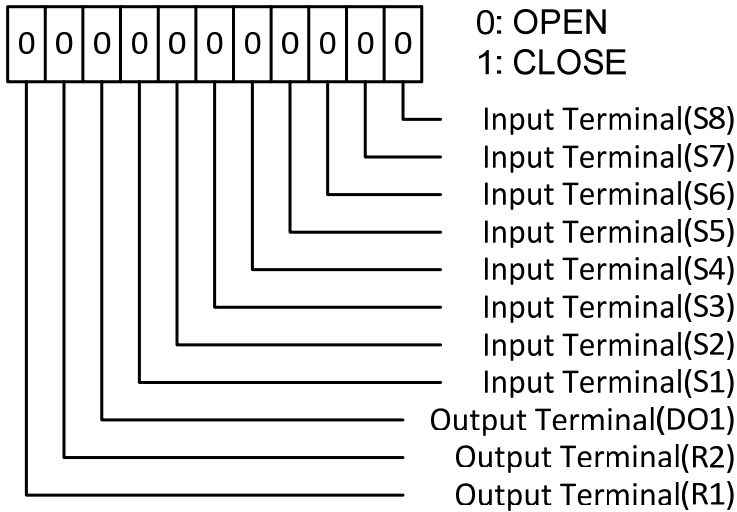 0 0 0 0 0 0 0 0 0 0 0
0: OPEN
1: CLOSE
Input Terminal(S8)
Input Terminal(S7)
Input Terminal(S6)
Input Terminal(S5)
Input Terminal(S4)
Input Terminal(S3)
Input Terminal(S2)
Input Terminal(S1)
Output Terminal(DO1)
Output Terminal(R2)
Output Terminal(R1)